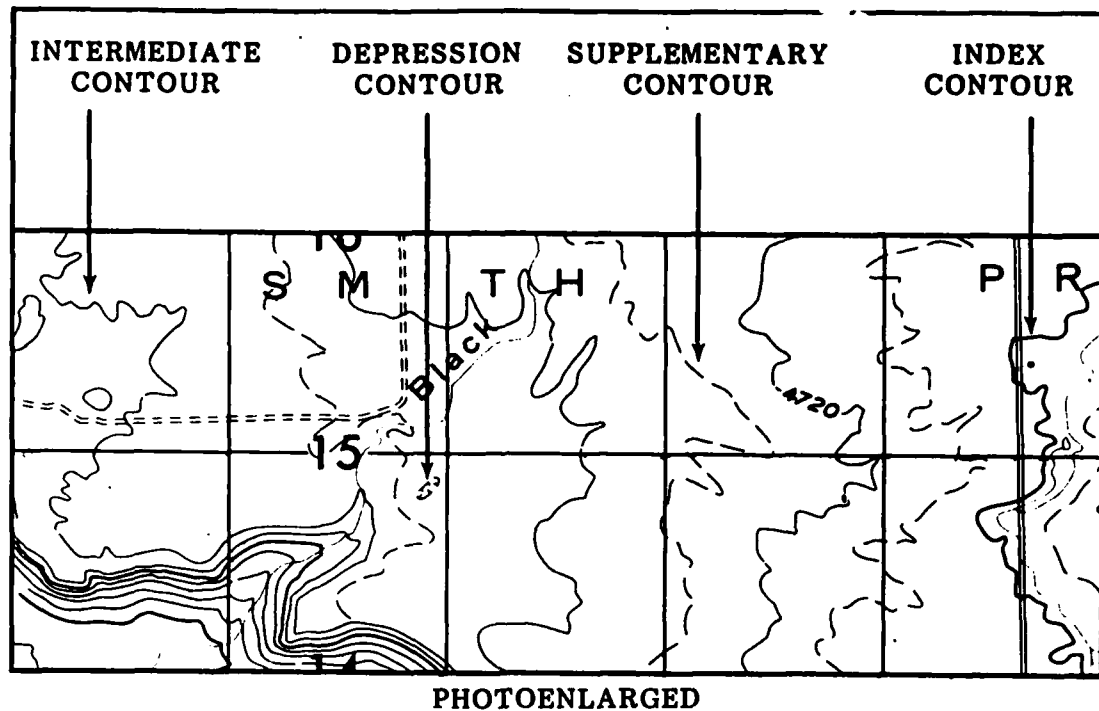 INTERMEDIATE CONTOUR
DEPRESSION CONTOUR
SUPPLEMENTARY CONTOUR
INDEX CONTOUR
S M T H P R
Black
4720
15
PHOTOENLARGED